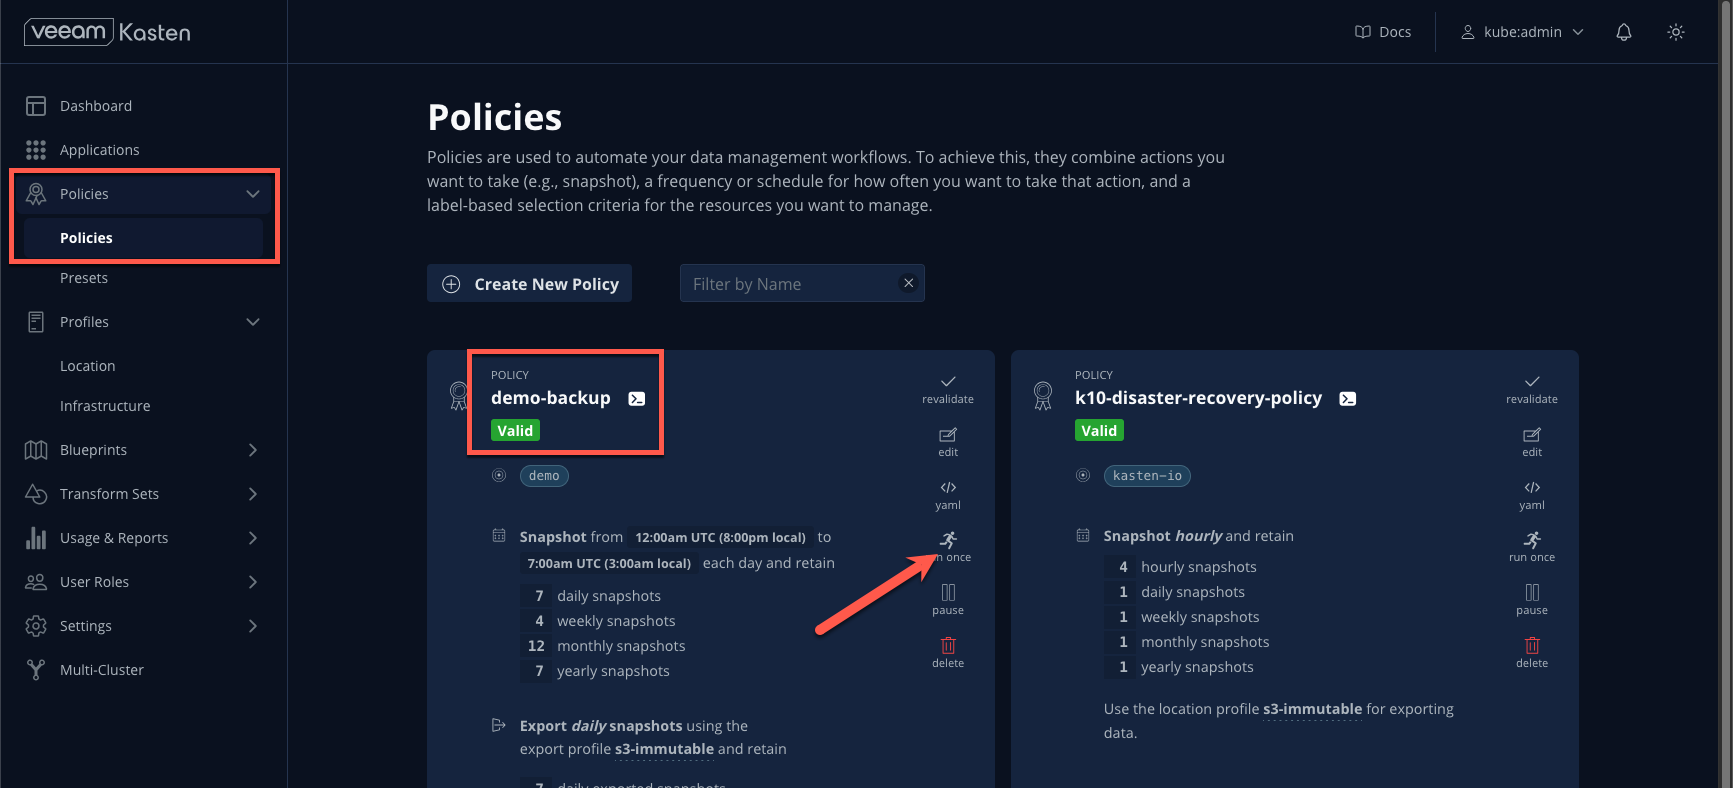 veeam Kasten
Docs
kube:admin
Dashboard
Applications
Policies
Policies
Presets
Profiles
Location
Infrastructure
Blueprints
Transform Sets
Usage & Reports
User Roles
Settings
Multi-Cluster
Policies
Policies are used to automate your data management workflows. To achieve this, they combine actions you
want to take (e.g., snapshot), a frequency or schedule for how often you want to take that action, and a
label-based selection criteria for the resources you want to manage.
Create New Policy
Filter by Name
POLICY
demo-backup
Valid
demo
Snapshot from 12:00am UTC (8:00pm local) to
7:00am UTC (3:00am local) each day and retain
7 daily snapshots
4 weekly snapshots
12 monthly snapshots
7 yearly snapshots
Export daily snapshots using the
export profile s3-immutable and retain
7 daily exported snapshots
revalidate
edit
yaml
n once
pause
delete
POLICY
k10-disaster-recovery-policy
Valid
kasten-io
Snapshot hourly and retain
4 hourly snapshots
1 daily snapshots
1 weekly snapshots
1 monthly snapshots
1 yearly snapshots
Use the location profile s3-immutable for exporting
data.
revalidate
edit
yaml
run once
pause
delete